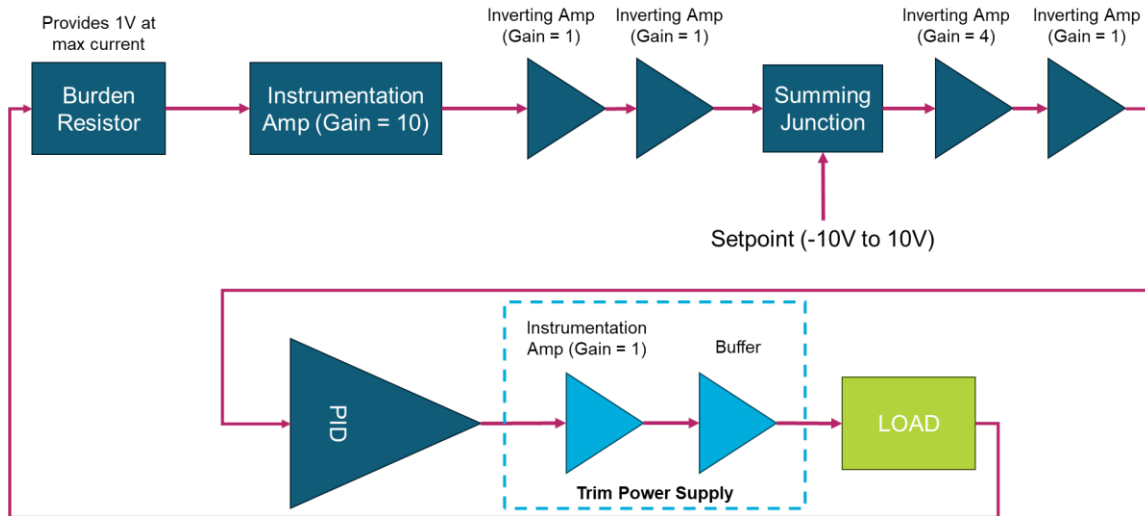 Provides 1V at
max current
Inverting Amp
(Gain = 1)
Inverting Amp
(Gain = 1)
Inverting Amp
(Gain = 4)
Inverting Amp
(Gain = 1)
Burden
Resistor
Instrumentation
Amp (Gain = 10)
Summing
Junction
Setpoint (-10V to 10V)
PID
Instrumentation
Amp (Gain = 1)
Buffer
LOAD
Trim Power Supply